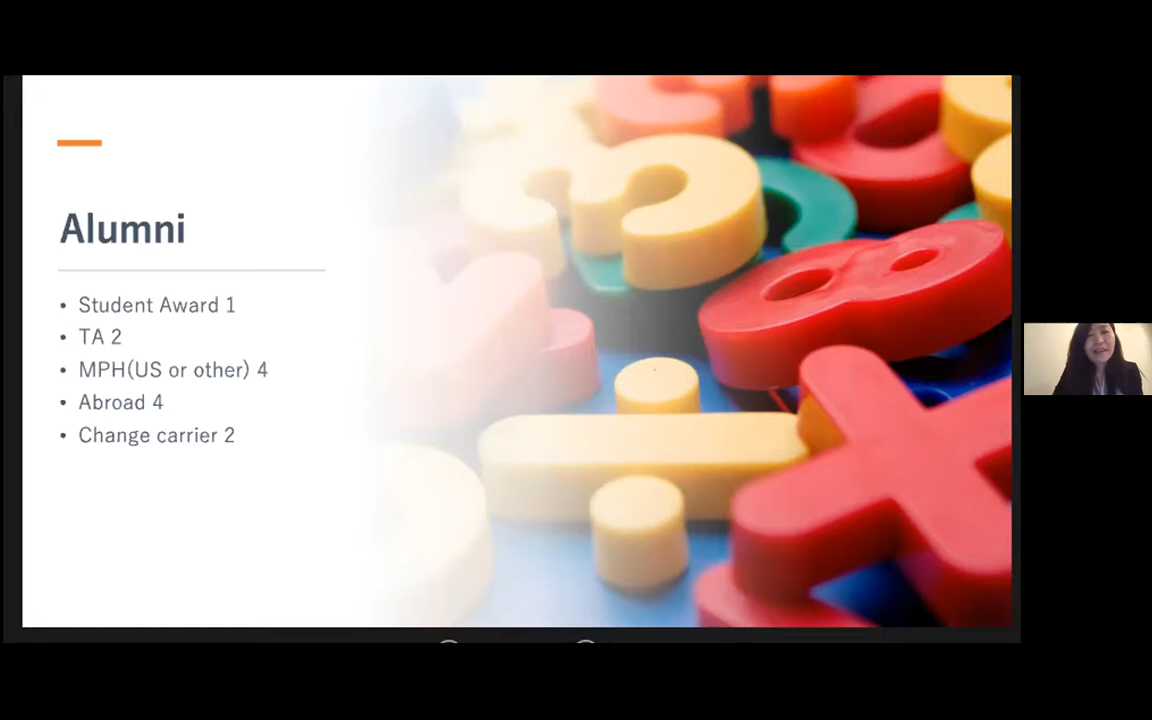 Alumni
• Student Award 1
• TA 2
• MPH(US or other) 4
• Abroad 4
• Change carrier 2